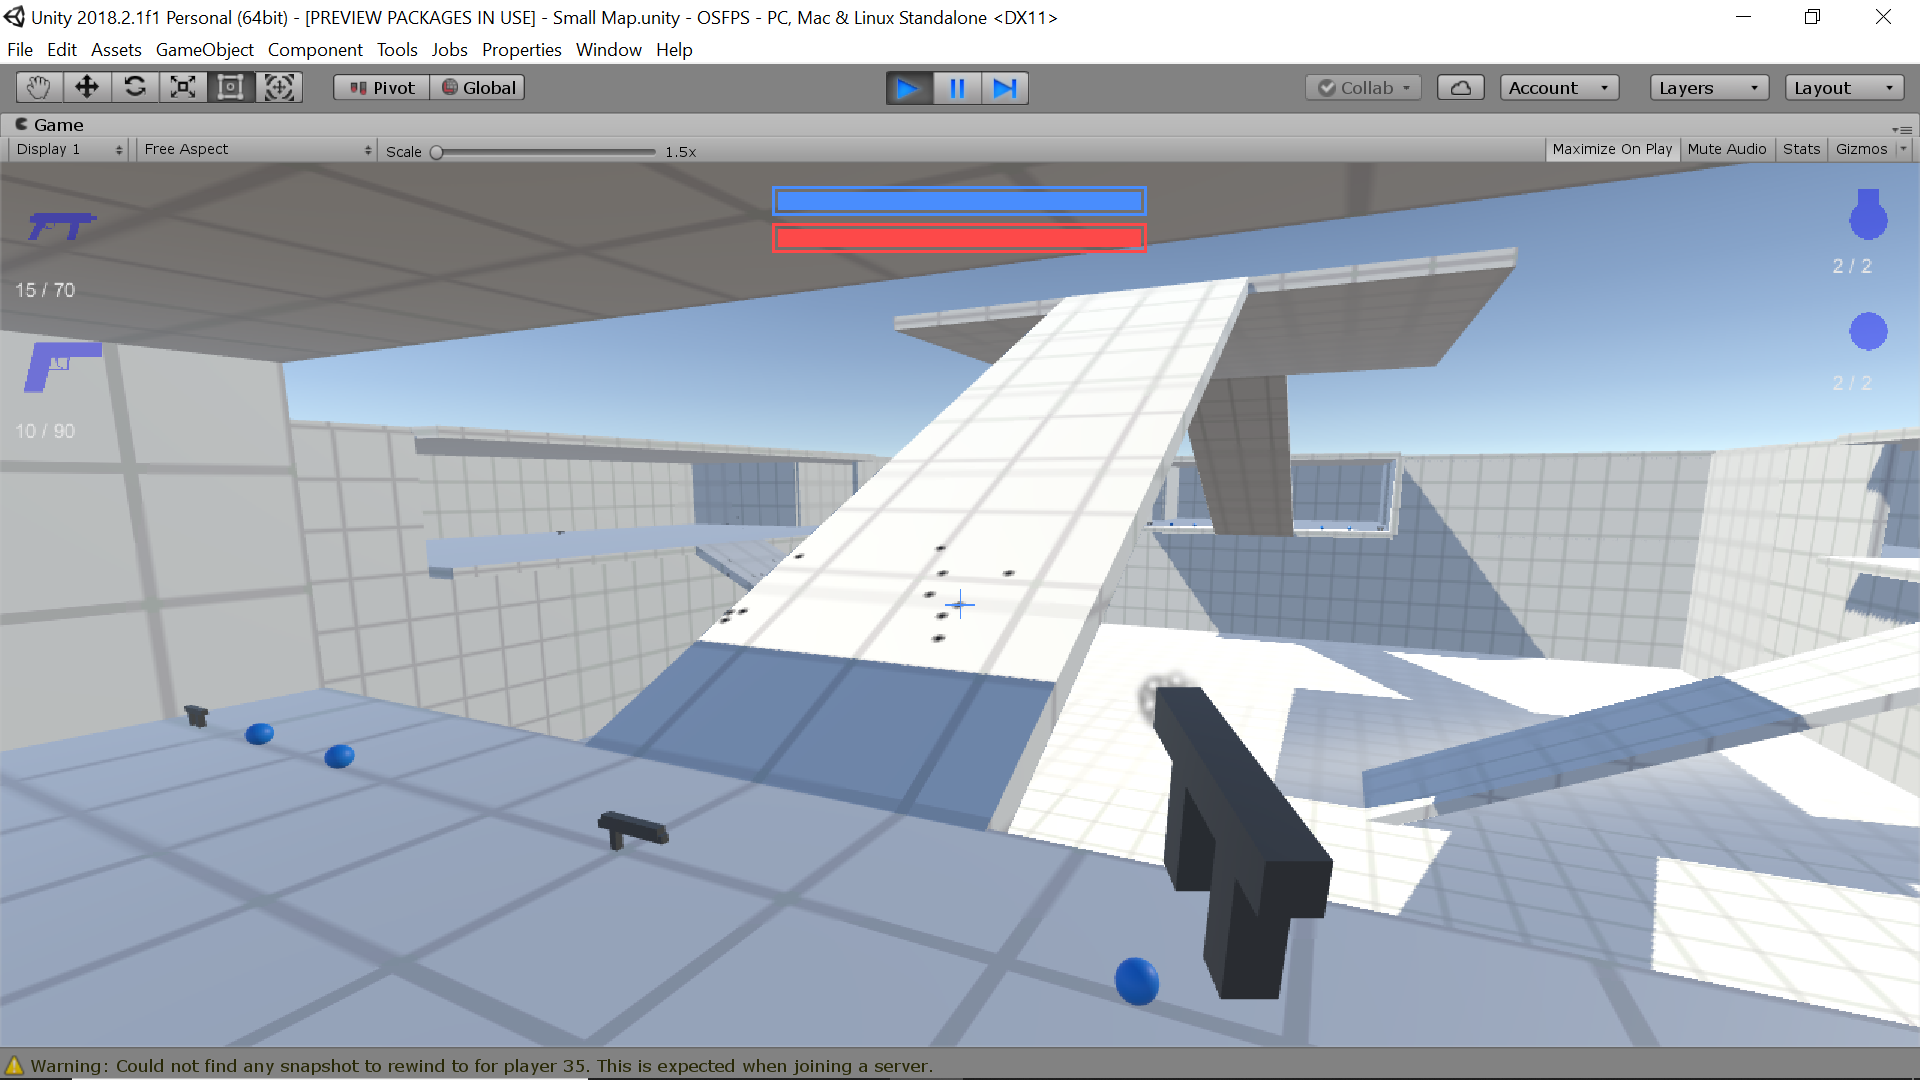 Unity 2018.2.1f1 Personal (64bit) - [PREVIEW PACKAGES IN USE] - Small Map.unity - OSFPS - PC, Mac & Linux Standalone <DX11>
File Edit Assets GameObject Component Tools Jobs Properties Window Help
Pivot Global Collab Account Layers Layout
Game
Display 1 Free Aspect Scale 1.5x Maximize On Play Mute Audio Stats Gizmos
2 / 2
15 / 70
2 / 2
10 / 90
Warning: Could not find any snapshot to rewind to for player 35. This is expected when joining a server.